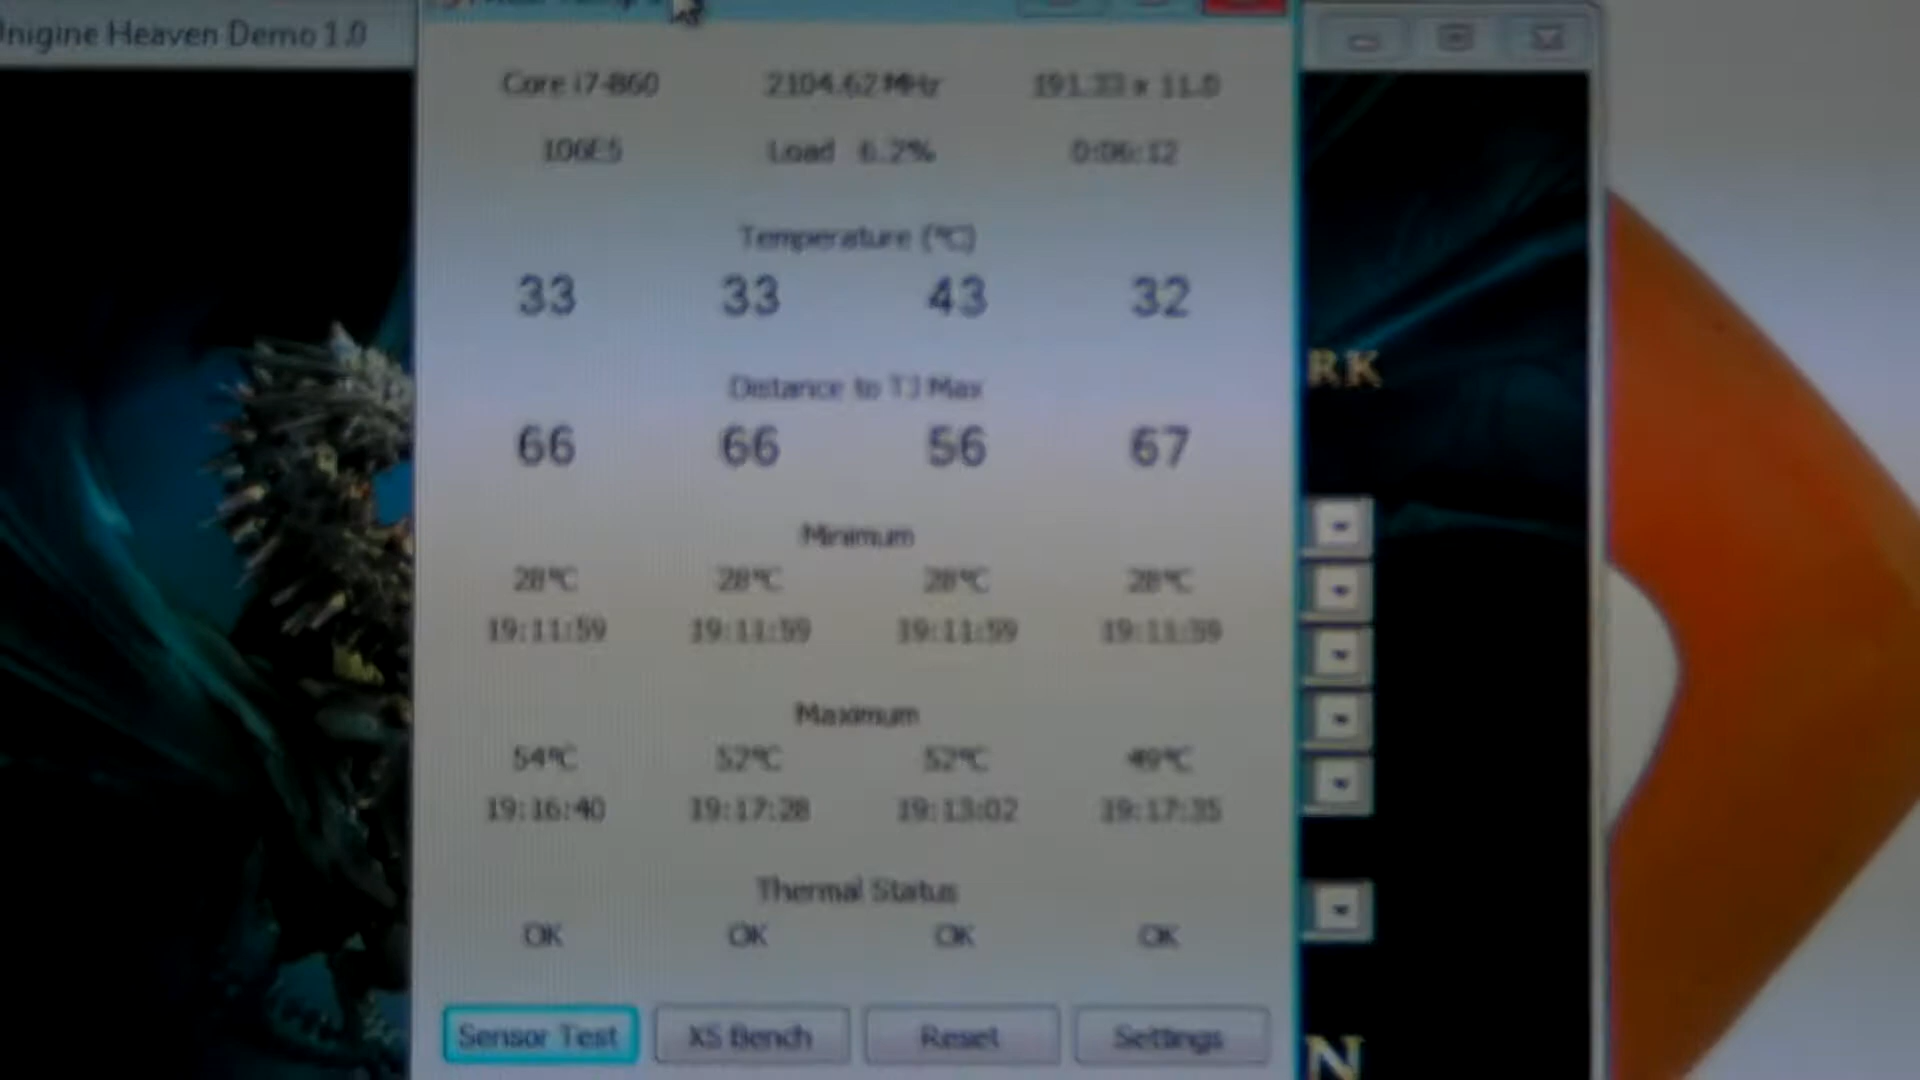 Unigine Heaven Demo 1.0
Core i7-860 2104.62 MHz 191.33 x 11.0
106E5 Load 6.2% 0:06:12
Temperature (°C)
33 33 43 32
RK
Distance to TJ Max
66 66 56 67
Minimum
28°C 28°C 28°C 28°C
19:11:59 19:11:59 19:11:59 19:11:59
Maximum
54°C 52°C 52°C 49°C
19:16:40 19:17:28 19:13:02 19:17:35
Thermal Status
OK OK OK OK
Sensor Test XS Bench Reset Settings
N